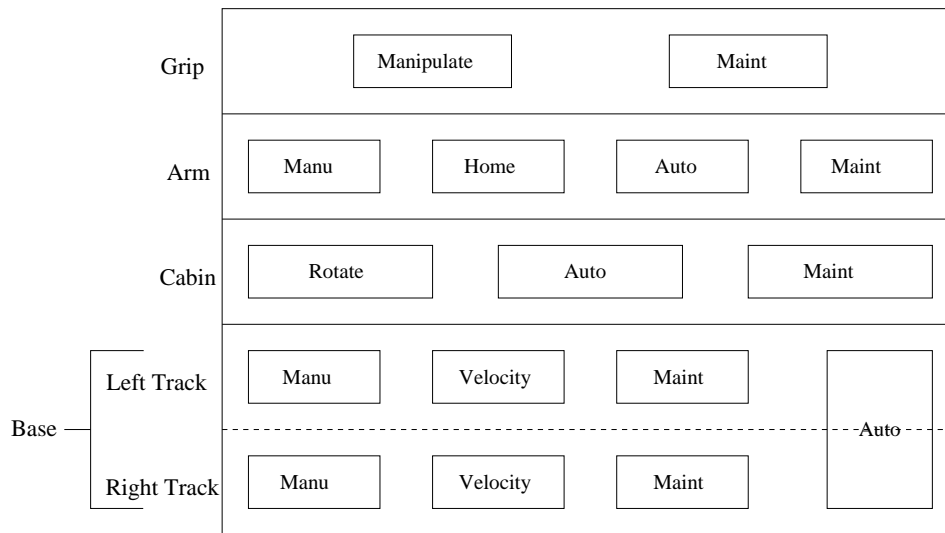 Grip
Manipulate
Maint
Arm
Manu
Home
Auto
Maint
Cabin
Rotate
Auto
Maint
Base
Left Track
Manu
Velocity
Maint
Auto
Right Track
Manu
Velocity
Maint